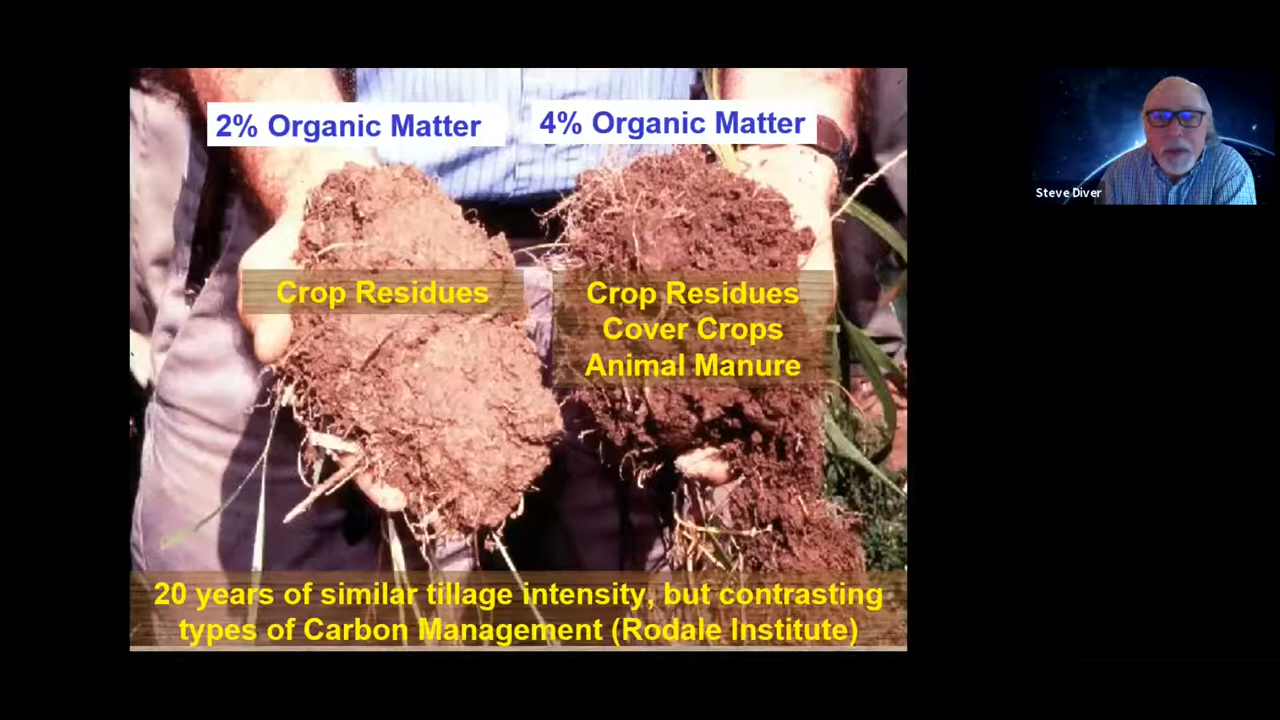 2% Organic Matter
4% Organic Matter
Crop Residues
Crop Residues
Cover Crops
Animal Manure
20 years of similar tillage intensity, but contrasting
types of Carbon Management (Rodale Institute)
Steve Diver